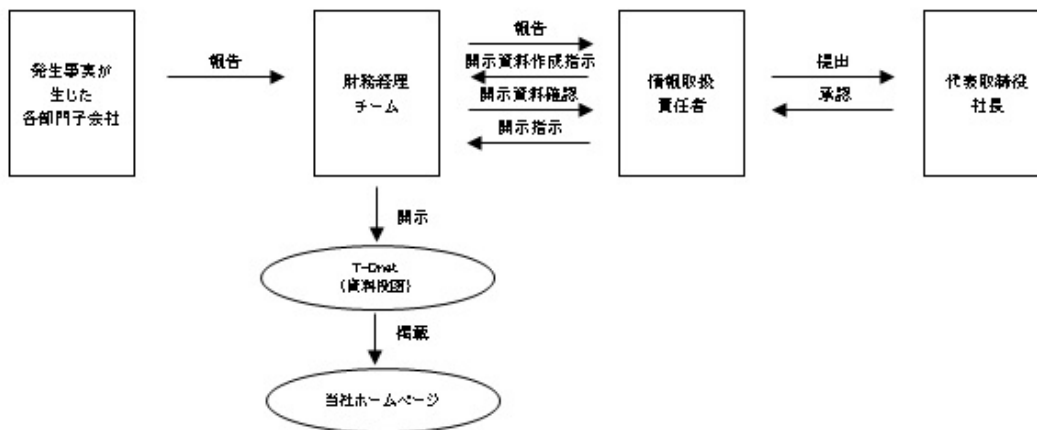 発生事実が
生じた
各部門子会社
報告
財務経理
チーム
報告
開示資料作成指示
開示資料確認
開示指示
情報取扱
責任者
提出
承認
代表取締役
社長
開示
T-Dnet
(資料投函)
掲載
当社ホームページ